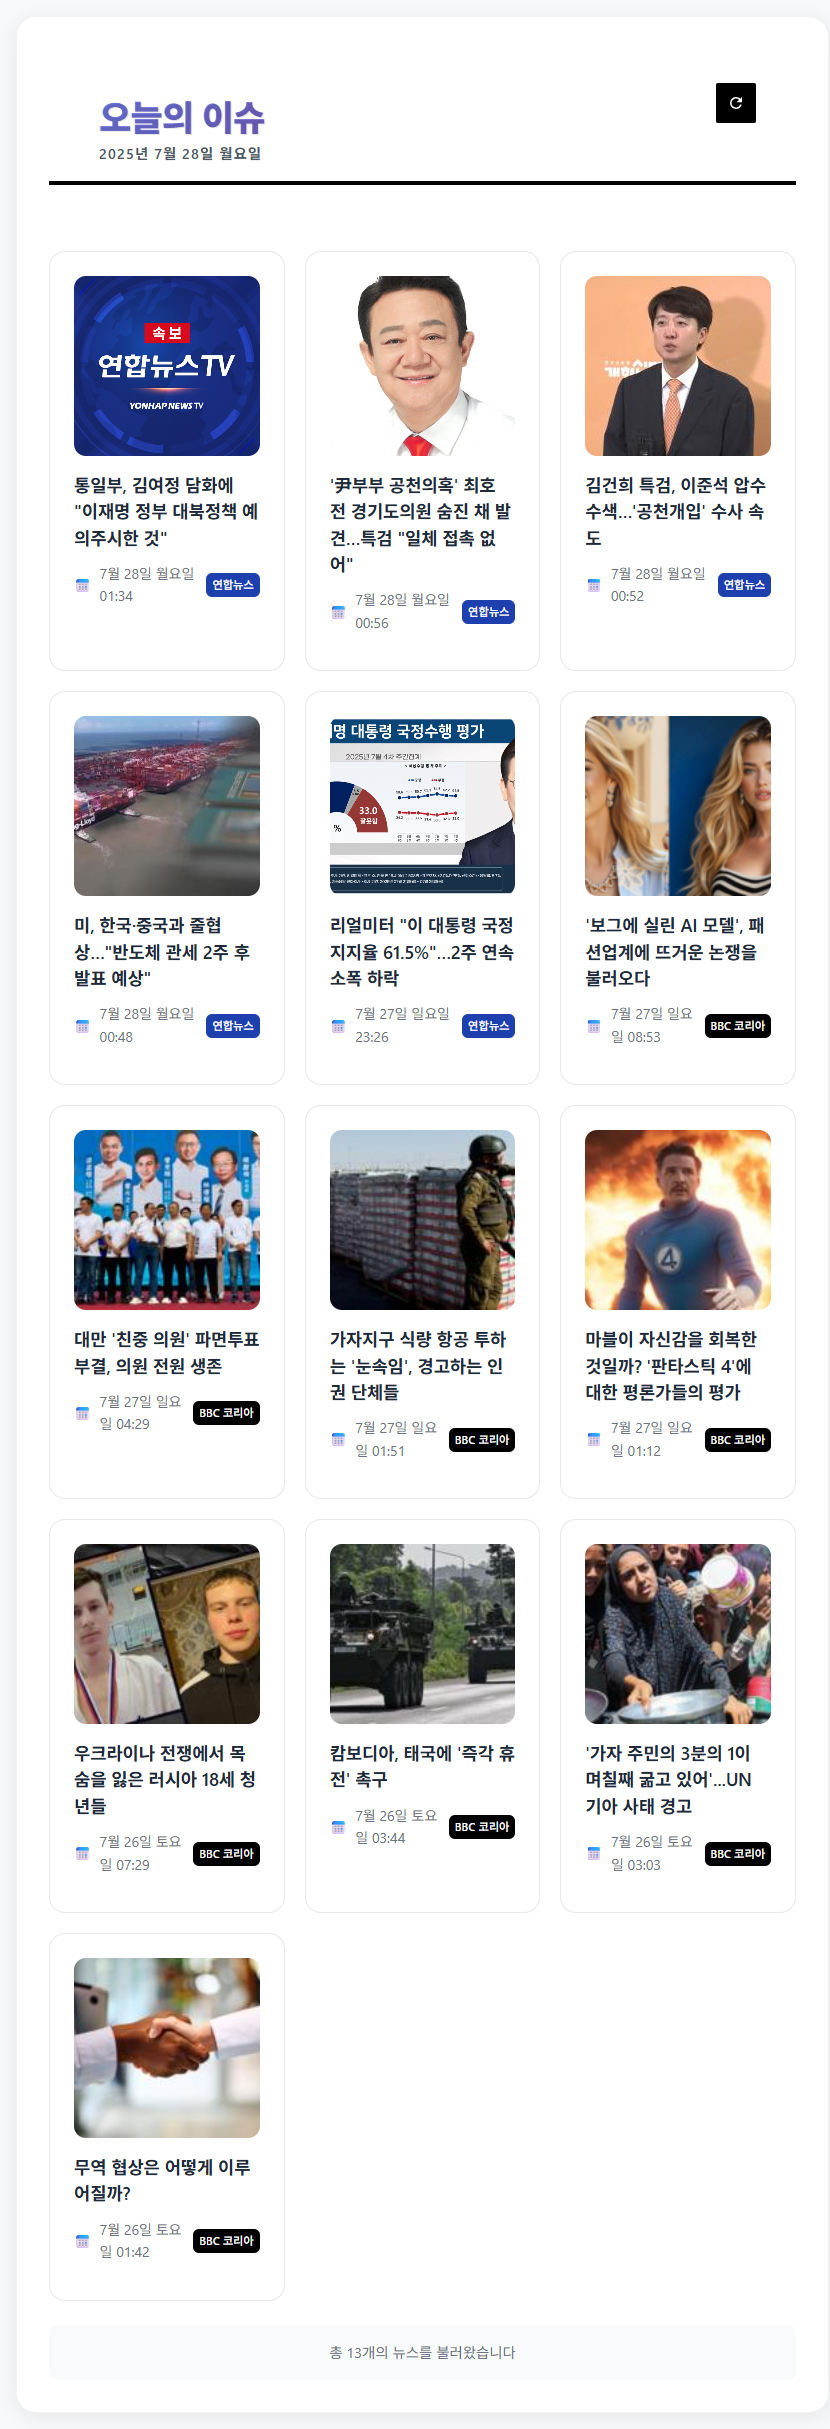 오늘의 이슈
2025년 7월 28일 월요일
속보
연합뉴스TV
YONHAP NEWS TV
통일부, 김여정 담화에
"이재명 정부 대북정책 예
의주시한 것"
7월 28일 월요일
01:34
연합뉴스
'尹부부 공천의혹' 최호
전 경기도의원 숨진 채 발
견…특검 "일체 접촉 없
어"
7월 28일 월요일
00:56
연합뉴스
김건희 특검, 이준석 압수
수색…'공천개입' 수사 속
도
7월 28일 월요일
00:52
연합뉴스
미, 한국·중국과 줄협
상…"반도체 관세 2주 후
발표 예상"
7월 28일 월요일
00:48
연합뉴스
명 대통령 국정수행 평가
2025년 7월 4차 주간집계
33.0
잘못함
%
리얼미터 "이 대통령 국정
지지율 61.5%"…2주 연속
소폭 하락
7월 27일 일요일
23:26
연합뉴스
'보그에 실린 AI 모델', 패
션업계에 뜨거운 논쟁을
불러오다
7월 27일 일요
일 08:53
BBC 코리아
대만 '친중 의원' 파면투표
부결, 의원 전원 생존
7월 27일 일요
일 04:29
BBC 코리아
가자지구 식량 항공 투하
는 '눈속임', 경고하는 인
권 단체들
7월 27일 일요
일 01:51
BBC 코리아
4
마블이 자신감을 회복한
것일까? '판타스틱 4'에
대한 평론가들의 평가
7월 27일 일요
일 01:12
BBC 코리아
우크라이나 전쟁에서 목
숨을 잃은 러시아 18세 청
년들
7월 26일 토요
일 07:29
BBC 코리아
캄보디아, 태국에 '즉각 휴
전' 촉구
7월 26일 토요
일 03:44
BBC 코리아
'가자 주민의 3분의 1이
며칠째 굶고 있어'...UN
기아 사태 경고
7월 26일 토요
일 03:03
BBC 코리아
무역 협상은 어떻게 이루
어질까?
7월 26일 토요
일 01:42
BBC 코리아
총 13개의 뉴스를 불러왔습니다